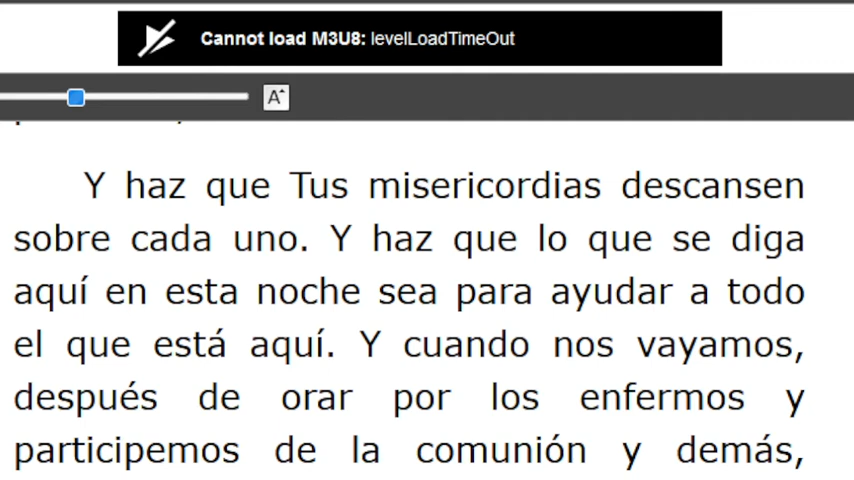 Cannot load M3U8: levelLoadTimeOut
A
Y haz que Tus misericordias descansen
sobre cada uno. Y haz que lo que se diga
aquí en esta noche sea para ayudar a todo
el que está aquí. Y cuando nos vayamos,
después de orar por los enfermos y
participemos de la comunión y demás,